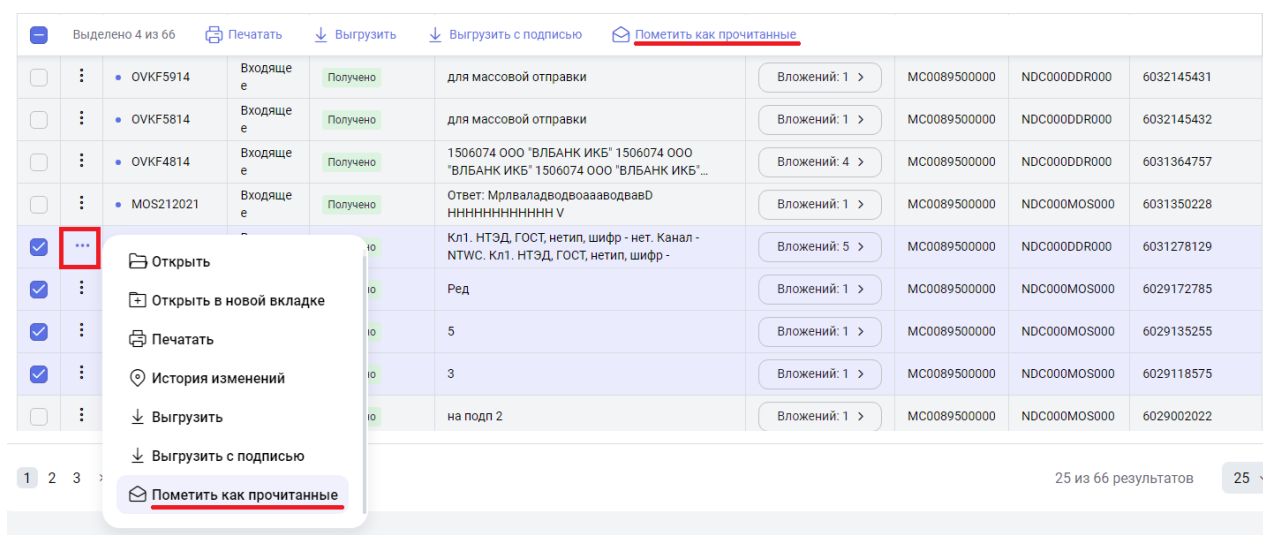 Выделено 4 из 66 Печатать Выгрузить Выгрузить с подписью Пометить как прочитанные
OVKF5914 Входяще
е Получено для массовой отправки Вложений: 1 MC0089500000 NDC000DDR000 6032145431
OVKF5814 Входяще
е Получено для массовой отправки Вложений: 1 MC0089500000 NDC000DDR000 6032145432
OVKF4814 Входяще
е Получено 1506074 ООО "ВЛБАНК ИКБ" 1506074 ООО
"ВЛБАНК ИКБ" 1506074 ООО "ВЛБАНК ИКБ"... Вложений: 4 MC0089500000 NDC000DDR000 6031364757
MOS212021 Входяще
е Получено Ответ: МрлваладводвоаааводвавD
ННННННННННН V Вложений: 1 MC0089500000 NDC000MOS000 6031350228
Кл1. НТЭД, ГОСТ, нетип, шифр - нет. Канал -
NTWC. Кл1. НТЭД, ГОСТ, нетип, шифр - Вложений: 5 MC0089500000 NDC000DDR000 6031278129
Ред Вложений: 1 MC0089500000 NDC000MOS000 6029172785
5 Вложений: 1 MC0089500000 NDC000MOS000 6029135255
3 Вложений: 1 MC0089500000 NDC000MOS000 6029118575
на подп 2 Вложений: 1 MC0089500000 NDC000MOS000 6029002022
Открыть
Открыть в новой вкладке
Печатать
История изменений
Выгрузить
Выгрузить с подписью
Пометить как прочитанные
1 2 3 25 из 66 результатов 25